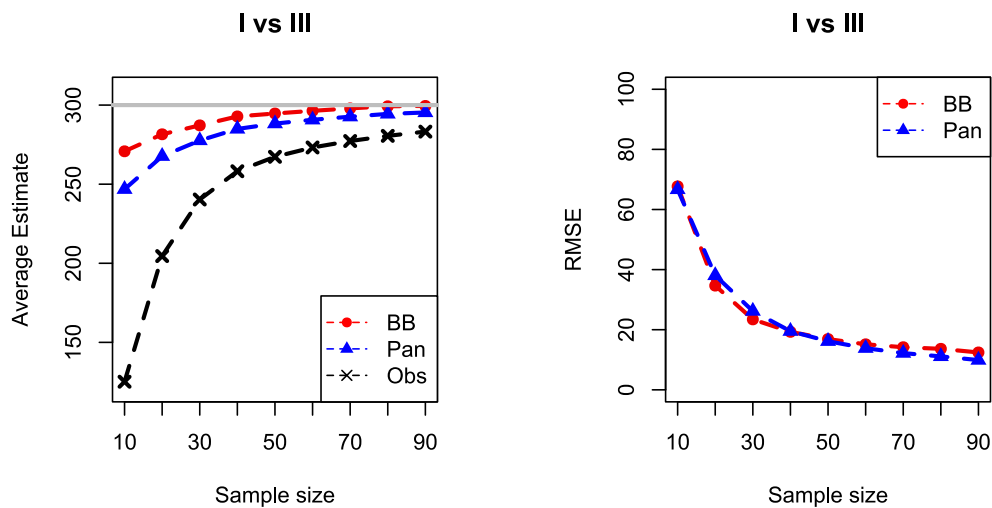 I vs III
Average Estimate
300
250
200
150
BB
Pan
Obs
10 30 50 70 90
Sample size
I vs III
RMSE
100
80
60
40
20
0
BB
Pan
10 30 50 70 90
Sample size